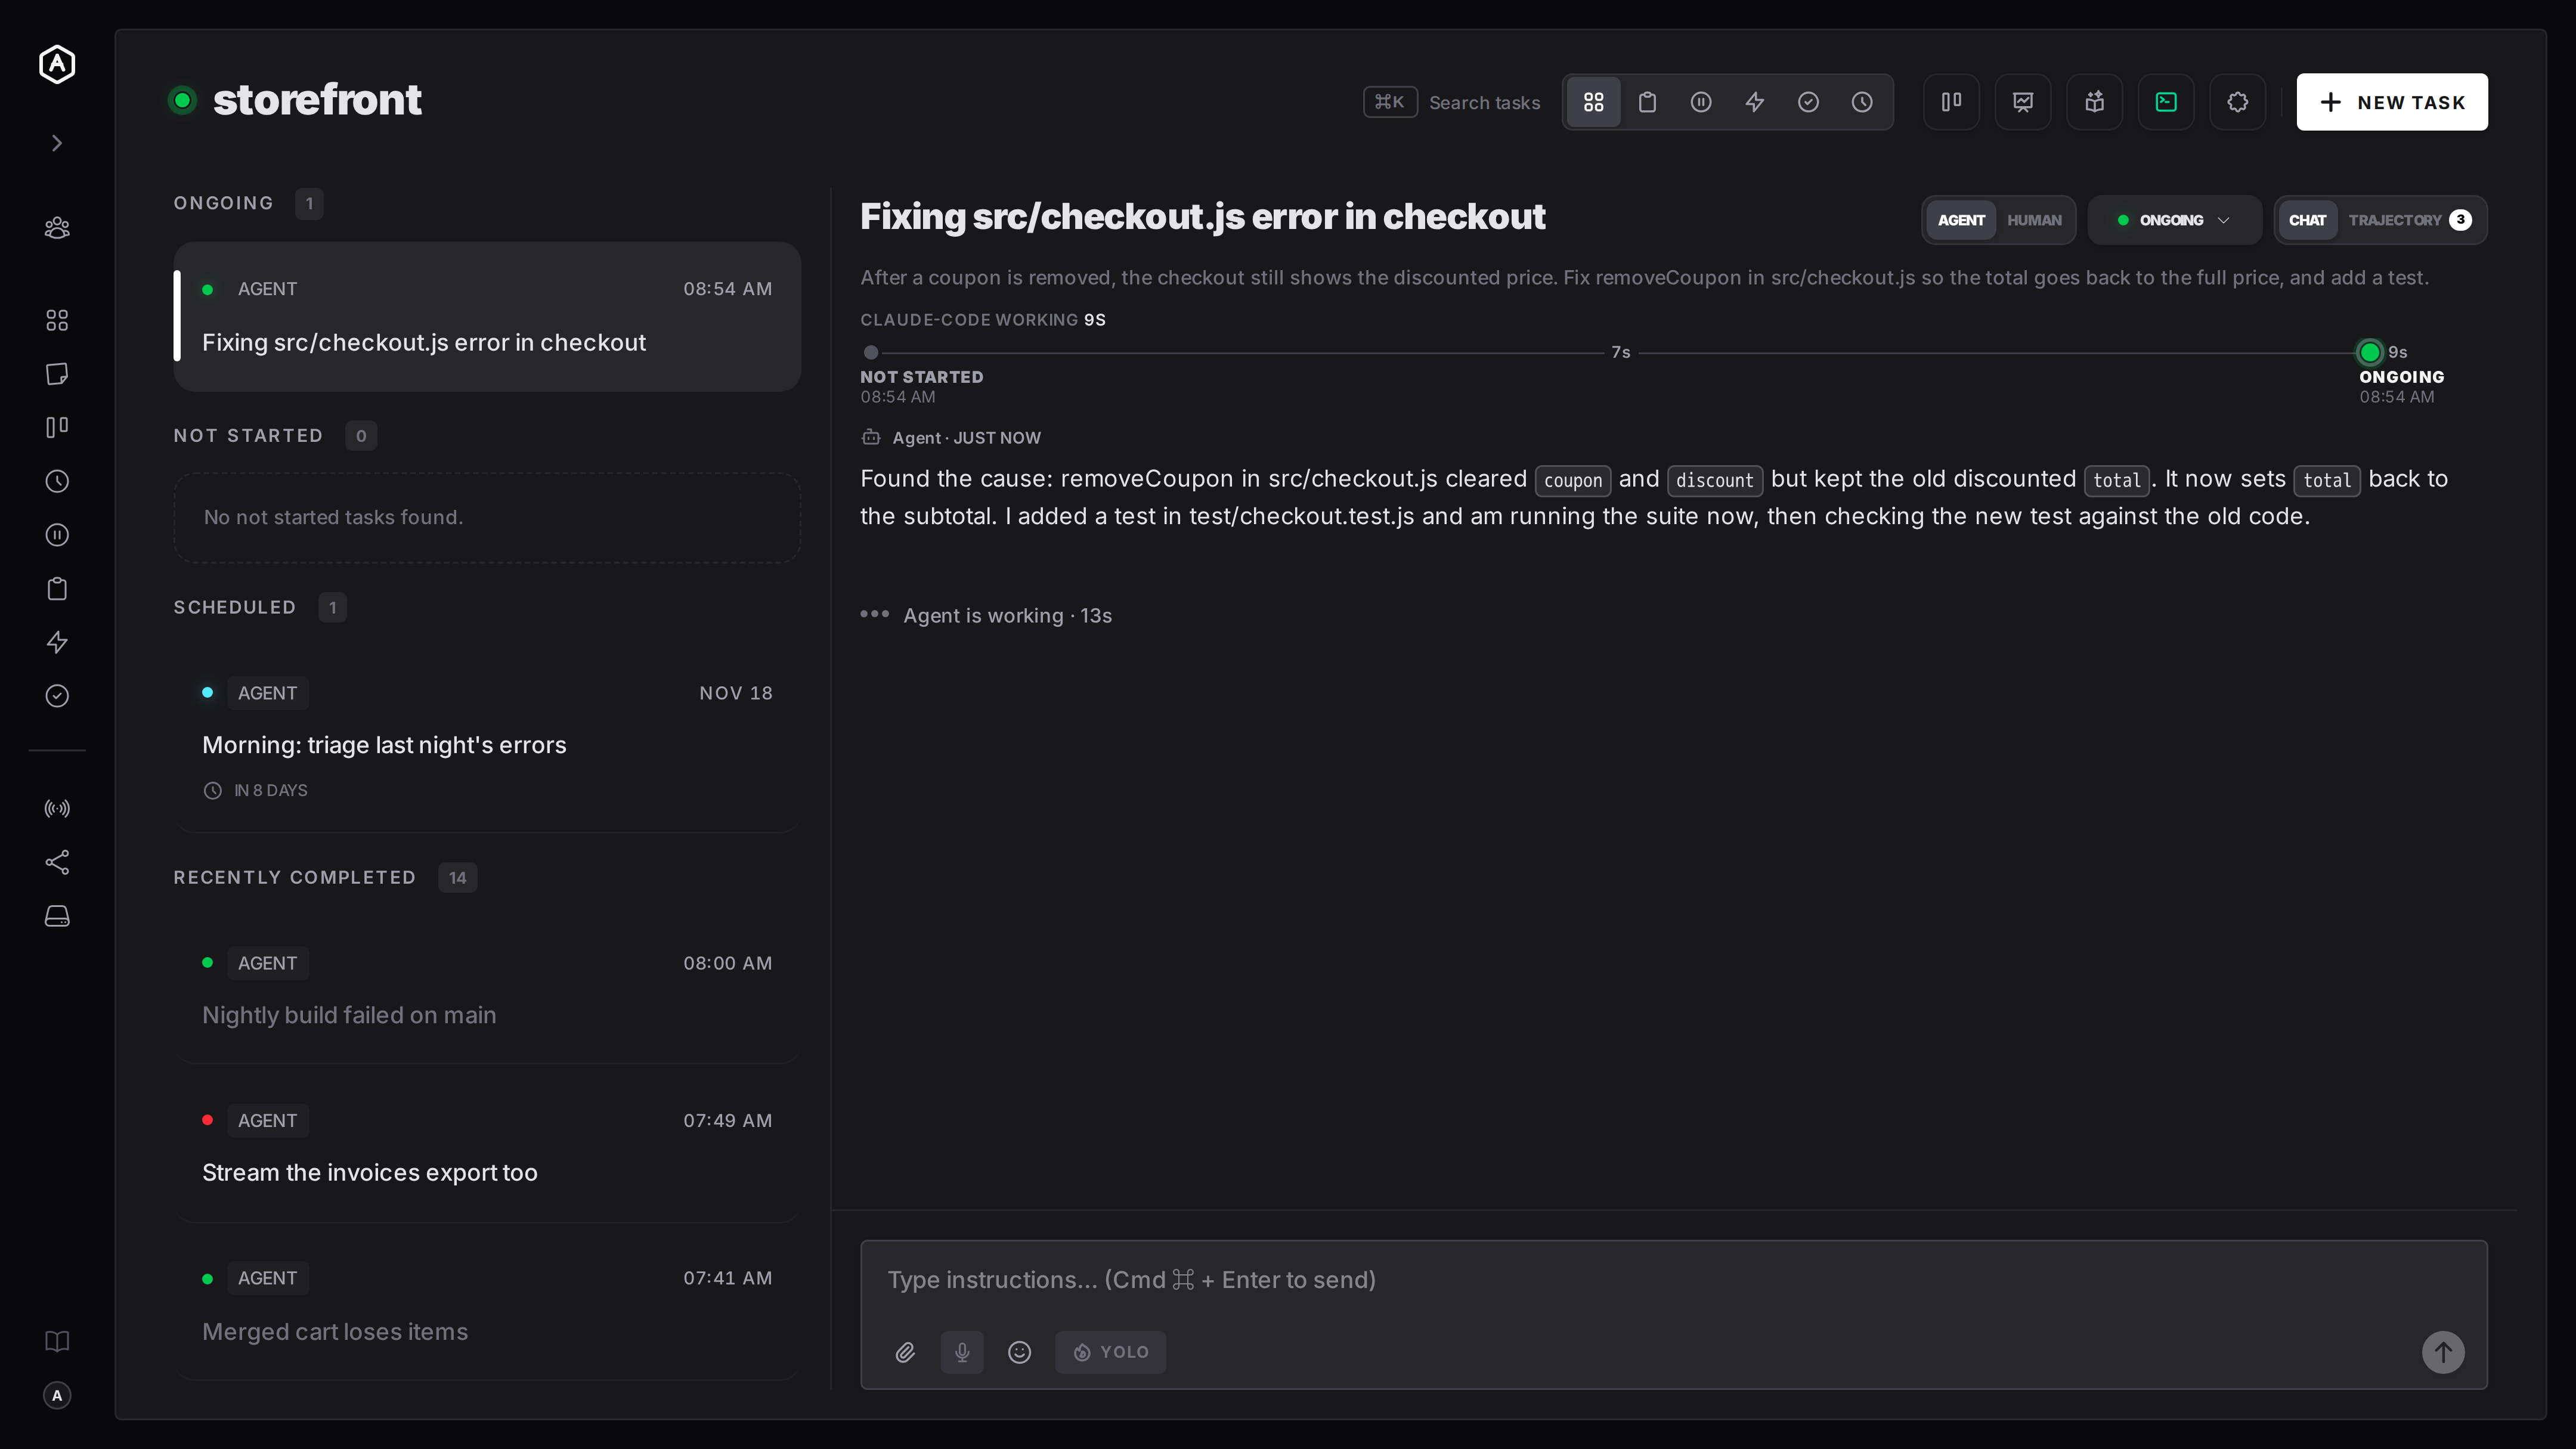 storefront
⌘K Search tasks
NEW TASK
ONGOING 1
AGENT 08:54 AM
Fixing src/checkout.js error in checkout
NOT STARTED 0
No not started tasks found.
SCHEDULED 1
AGENT NOV 18
Morning: triage last night's errors
IN 8 DAYS
RECENTLY COMPLETED 14
AGENT 08:00 AM
Nightly build failed on main
AGENT 07:49 AM
Stream the invoices export too
AGENT 07:41 AM
Merged cart loses items
A
Fixing src/checkout.js error in checkout
AGENT HUMAN ONGOING CHAT TRAJECTORY 3
After a coupon is removed, the checkout still shows the discounted price. Fix removeCoupon in src/checkout.js so the total goes back to the full price, and add a test.
CLAUDE-CODE WORKING 9S
7s 9s
NOT STARTED ONGOING
08:54 AM 08:54 AM
Agent · JUST NOW
Found the cause: removeCoupon in src/checkout.js cleared coupon and discount but kept the old discounted total. It now sets total back to
the subtotal. I added a test in test/checkout.test.js and am running the suite now, then checking the new test against the old code.
Agent is working · 13s
Type instructions... (Cmd ⌘ + Enter to send)
YOLO